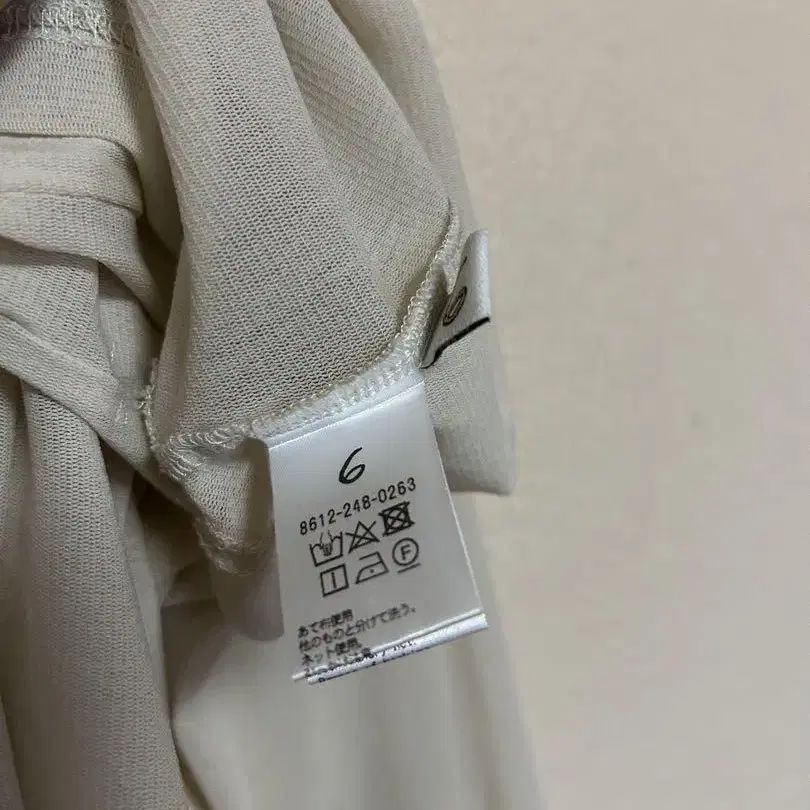 6
8612-248-0263
F
あて布使用
他のものと分けて洗う。
ネット使用。